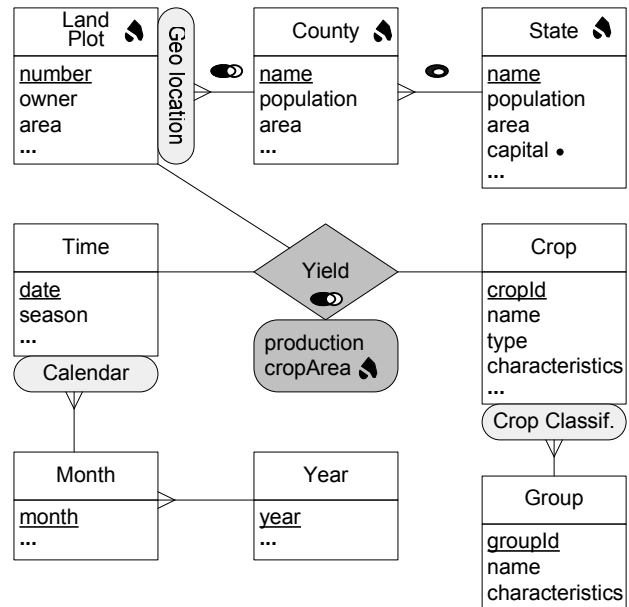 Land
Plot
number
owner
area
...
Geo location
County
name
population
area
...
State
name
population
area
capital •
...
Time
date
season
...
Calendar
Yield
production
cropArea
Crop
cropId
name
type
characteristics
...
Crop Classif.
Month
month
...
Year
year
...
Group
groupId
name
characteristics